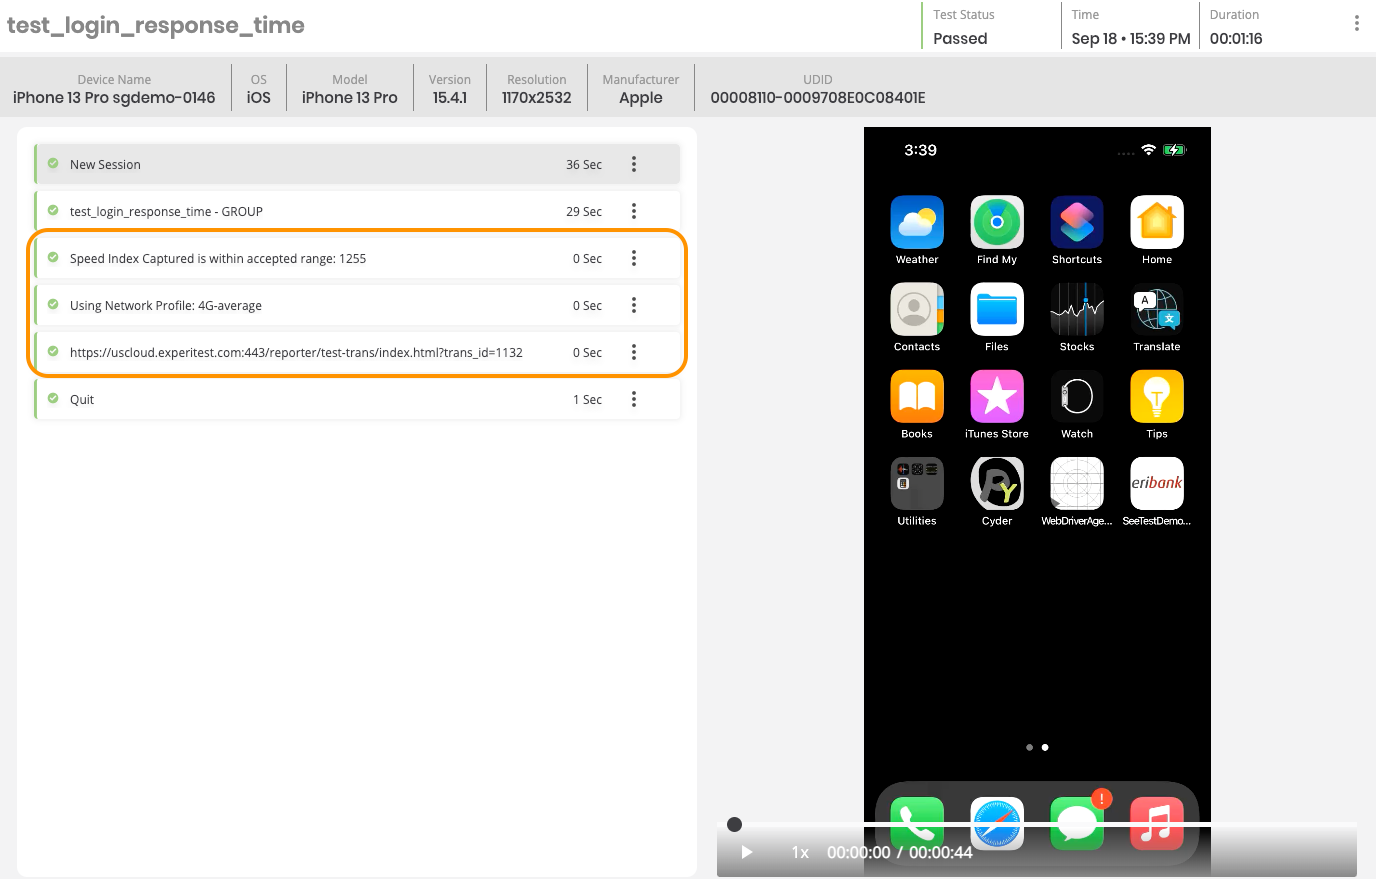 test_login_response_time
Test Status
Passed
Time
Sep 18 • 15:39 PM
Duration
00:01:16
Device Name
iPhone 13 Pro sgdemo-0146
OS
iOS
Model
iPhone 13 Pro
Version
15.4.1
Resolution
1170x2532
Manufacturer
Apple
UDID
00008110-0009708E0C08401E
New Session 36 Sec
test_login_response_time - GROUP 29 Sec
Speed Index Captured is within accepted range: 1255 0 Sec
Using Network Profile: 4G-average 0 Sec
https://uscloud.experitest.com:443/reporter/test-trans/index.html?trans_id=1132 0 Sec
Quit 1 Sec
3:39
Weather Find My Shortcuts Home
A 文
Contacts Files Stocks Translate
Books iTunes Store Watch Tips
PY
eribank
Utilities Cyder WebDriverAge... SeeTestDemo...
!
1x 00:00:00 / 00:00:44